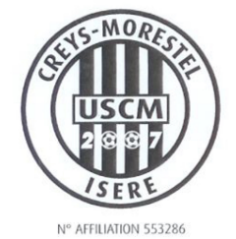 CREYS-MORESTEL
USCM
2007
ISERE
N° AFFILIATION 553286